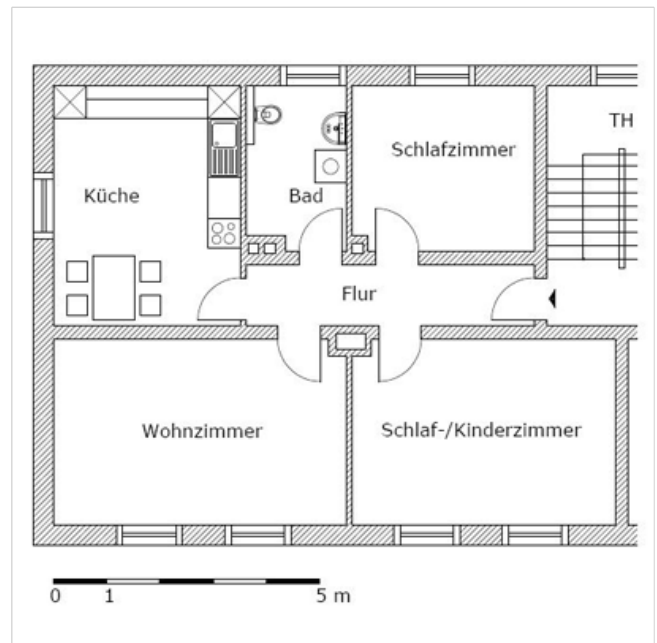 TH
Schlafzimmer
Küche
Bad
Flur
Wohnzimmer
Schlaf-/Kinderzimmer
0 1 5 m